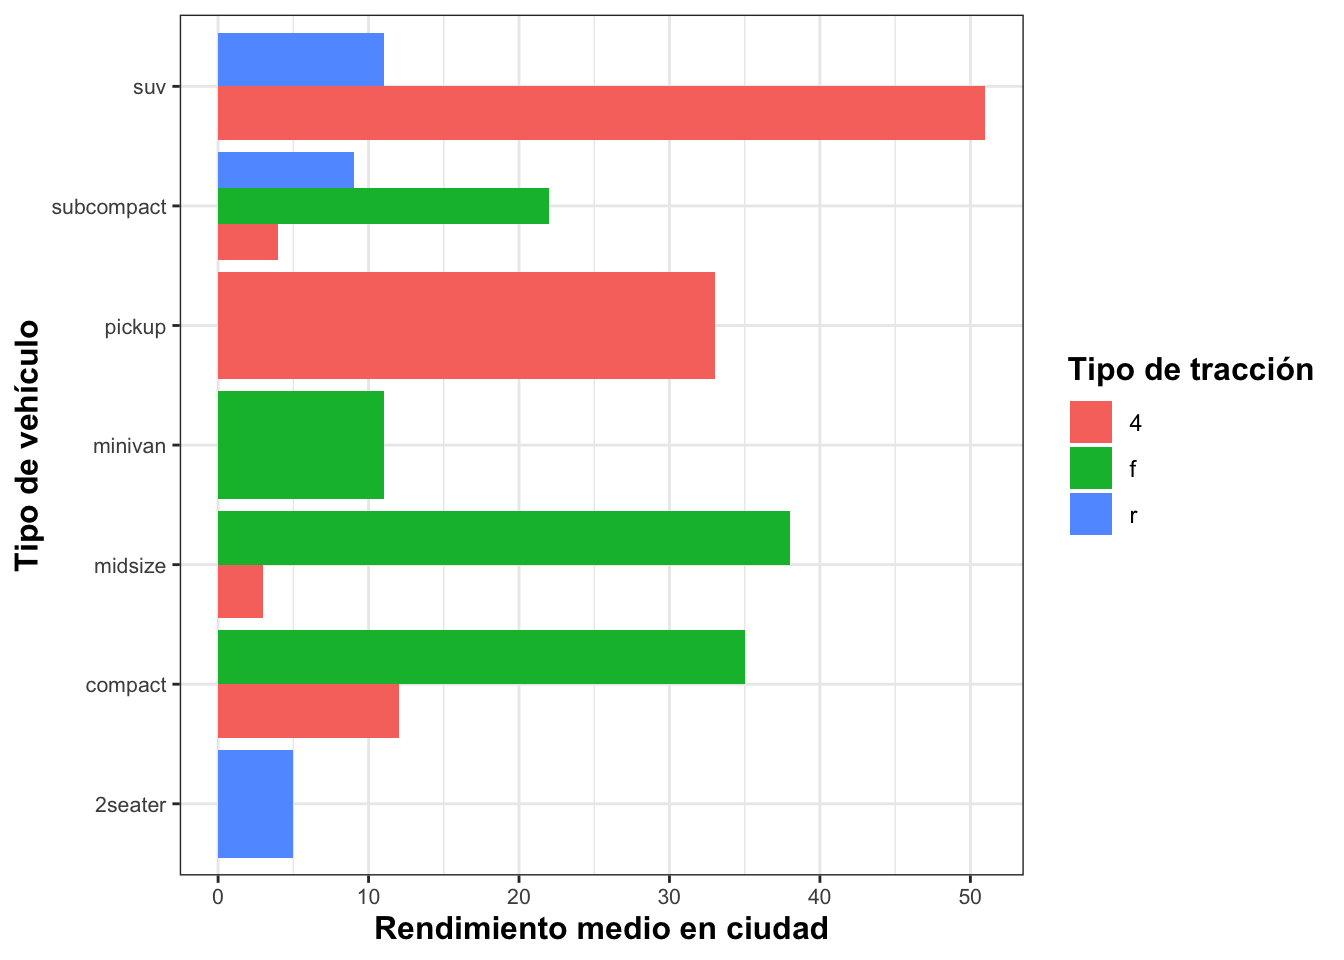 suv
subcompact
pickup
minivan
midsize
compact
2seater
0 10 20 30 40 50
Rendimiento medio en ciudad
Tipo de vehículo
Tipo de tracción
4
f
r